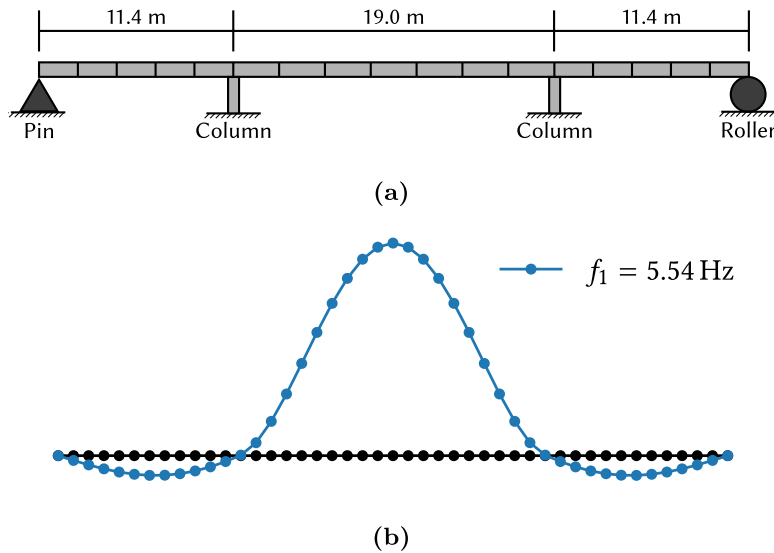 11.4 m 19.0 m 11.4 m
Pin Column Column Roller
(a)
f₁ = 5.54 Hz
(b)